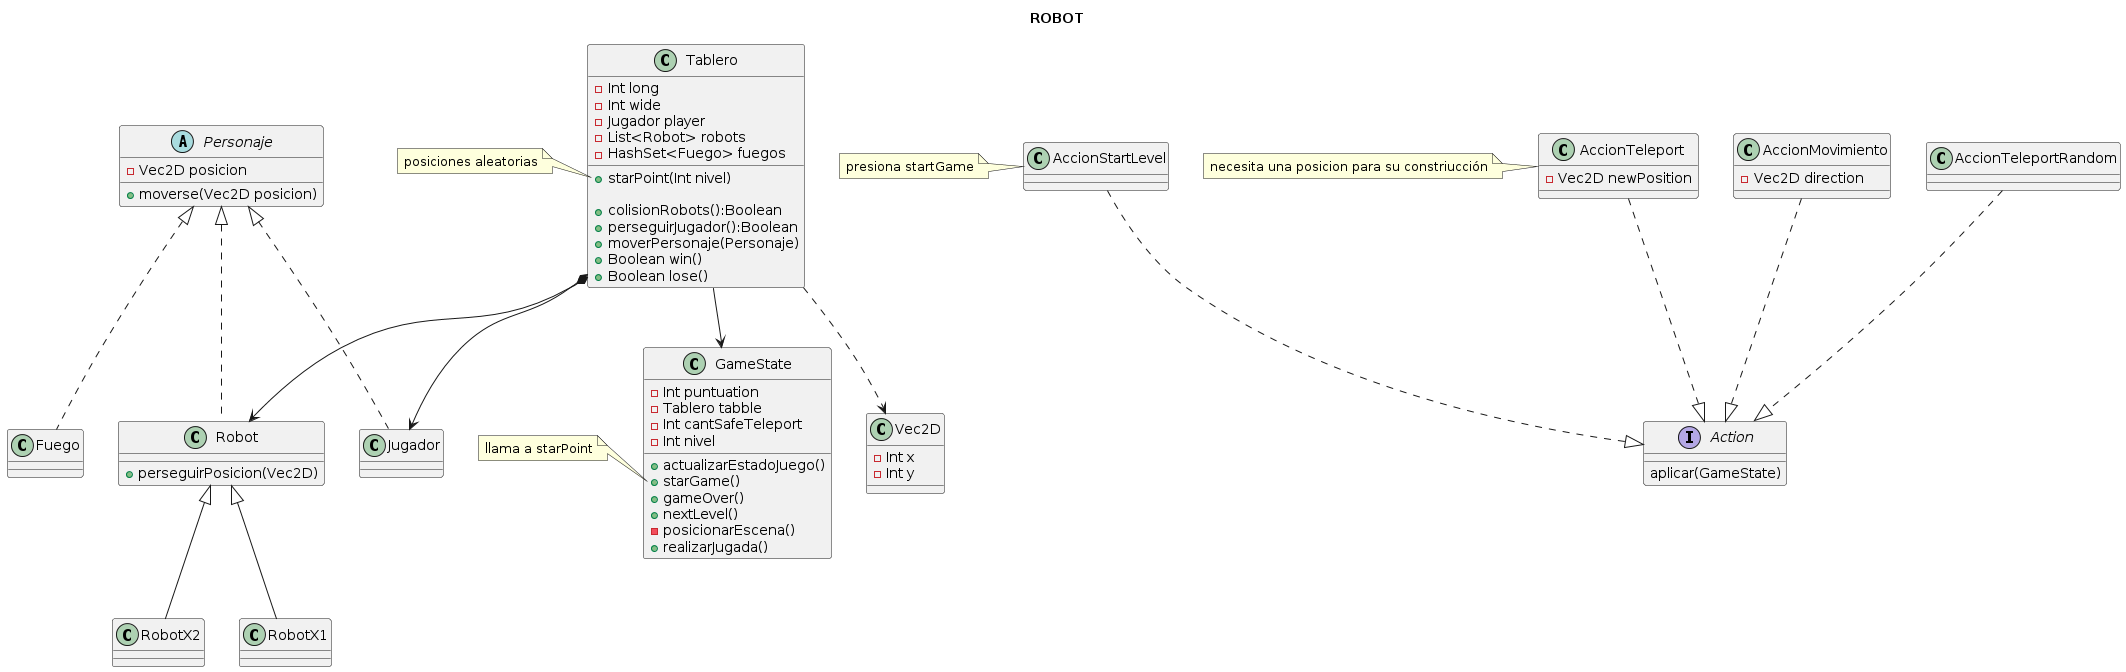 ROBOT
Tablero
Int long
Int wide
Jugador player
List<Robot> robots
HashSet<Fuego> fuegos
starPoint(Int nivel)
colisionRobots():Boolean
perseguirJugador():Boolean
moverPersonaje(Personaje)
Boolean win()
Boolean lose()
posiciones aleatorias
A Personaje
Vec2D posicion
moverse(Vec2D posicion)
presiona startGame
C AccionStartLevel
necesita una posicion para su constriucción
C AccionTeleport
Vec2D newPosition
C AccionMovimiento
Vec2D direction
C AccionTeleportRandom
C GameState
Int puntuation
Tablero tabble
Int cantSafeTeleport
Int nivel
actualizarEstadoJuego()
starGame()
gameOver()
nextLevel()
posicionarEscena()
realizarJugada()
llama a starPoint
C Fuego
C Robot
perseguirPosicion(Vec2D)
C Jugador
C Vec2D
Int x
Int y
I Action
aplicar(GameState)
C RobotX2
C RobotX1